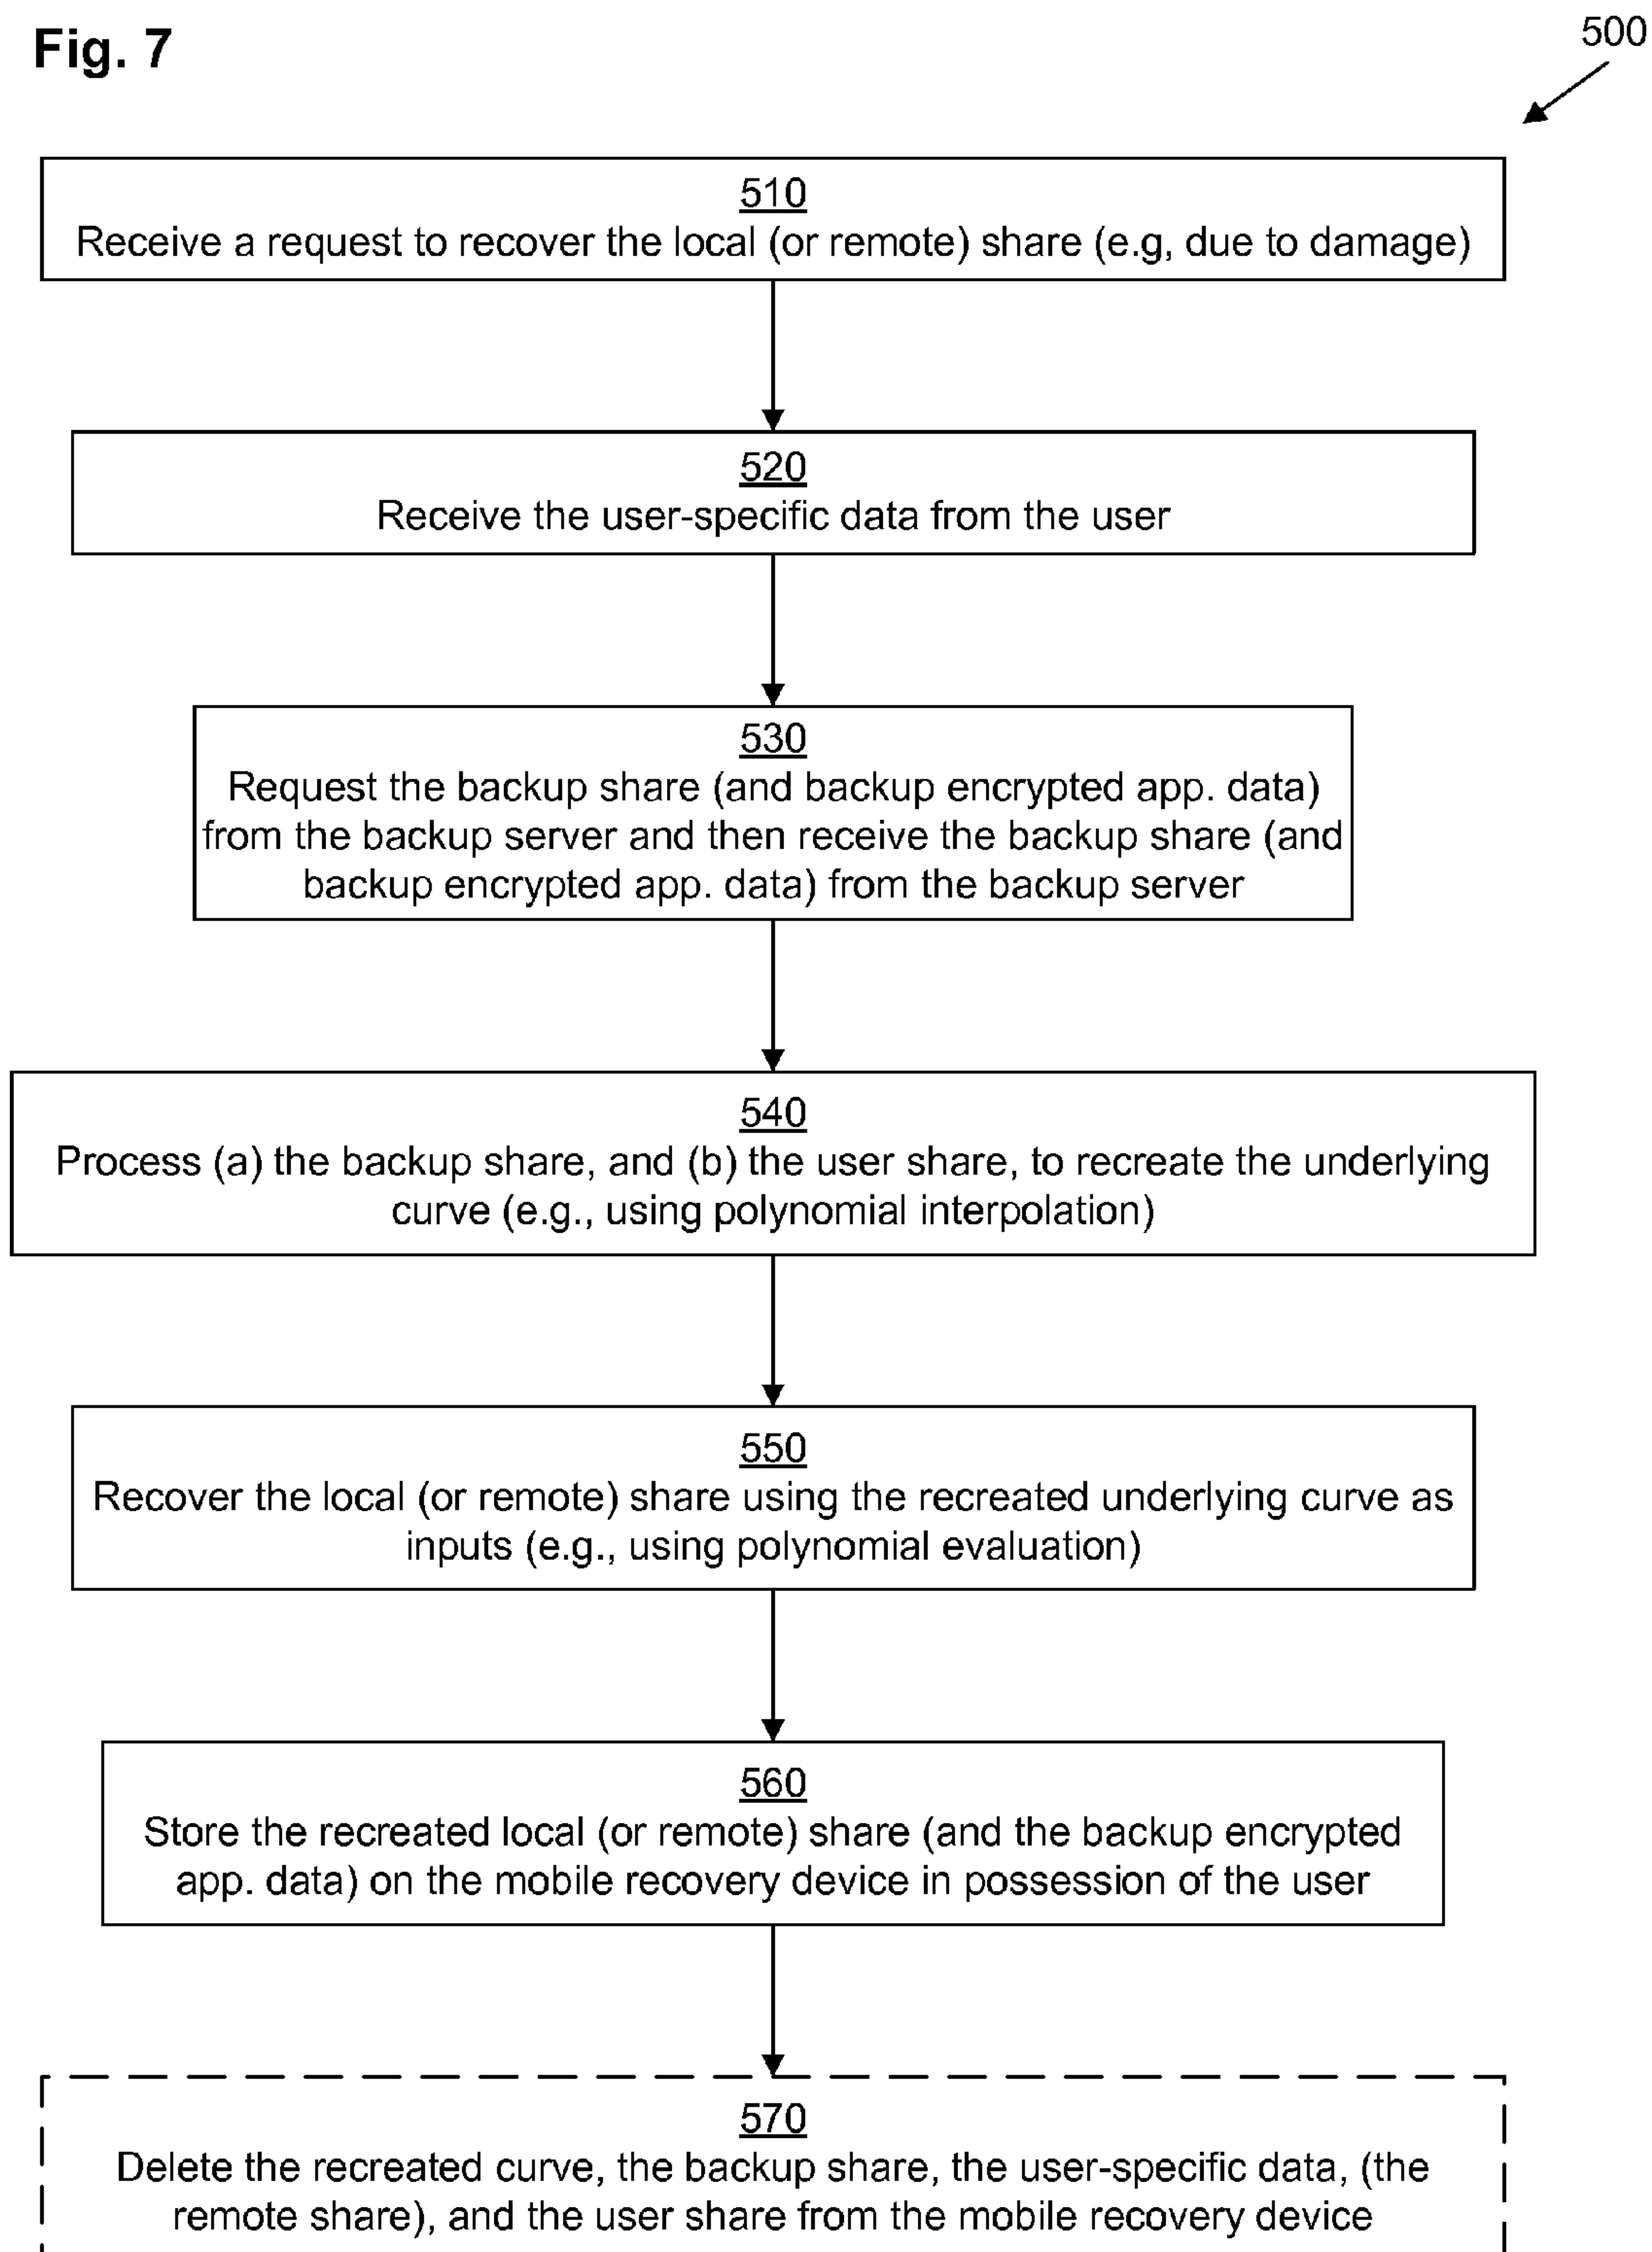 Fig. 7
500
510
Receive a request to recover the local (or remote) share (e.g, due to damage)
520
Receive the user-specific data from the user
530
Request the backup share (and backup encrypted app. data)
from the backup server and then receive the backup share (and
backup encrypted app. data) from the backup server
540
Process (a) the backup share, and (b) the user share, to recreate the underlying
curve (e.g., using polynomial interpolation)
550
Recover the local (or remote) share using the recreated underlying curve as
inputs (e.g., using polynomial evaluation)
560
Store the recreated local (or remote) share (and the backup encrypted
app. data) on the mobile recovery device in possession of the user
570
Delete the recreated curve, the backup share, the user-specific data, (the
remote share), and the user share from the mobile recovery device